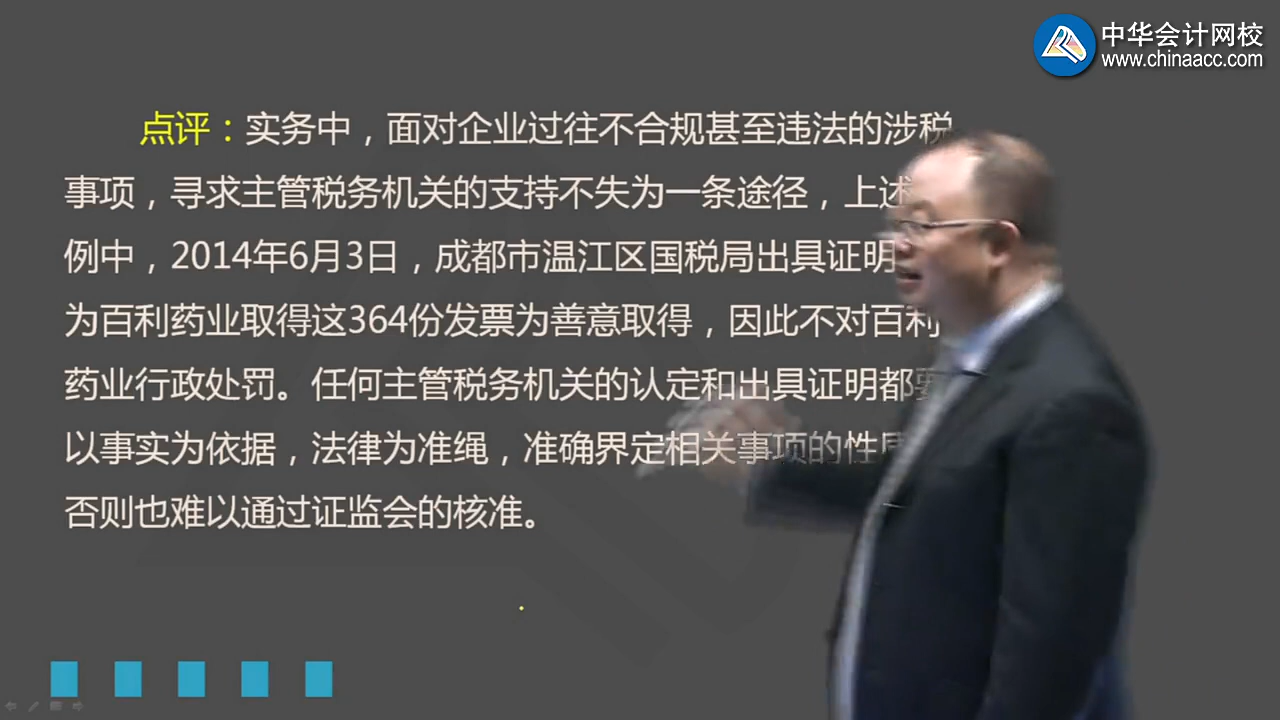 中华会计网校
www.chinaacc.com
点评：实务中，面对企业过往不合规甚至违法的涉税
事项，寻求主管税务机关的支持不失为一条途径，上述
例中，2014年6月3日，成都市温江区国税局出具证明
为百利药业取得这364份发票为善意取得，因此不对百利
药业行政处罚。任何主管税务机关的认定和出具证明都要
以事实为依据，法律为准绳，准确界定相关事项的性质
否则也难以通过证监会的核准。